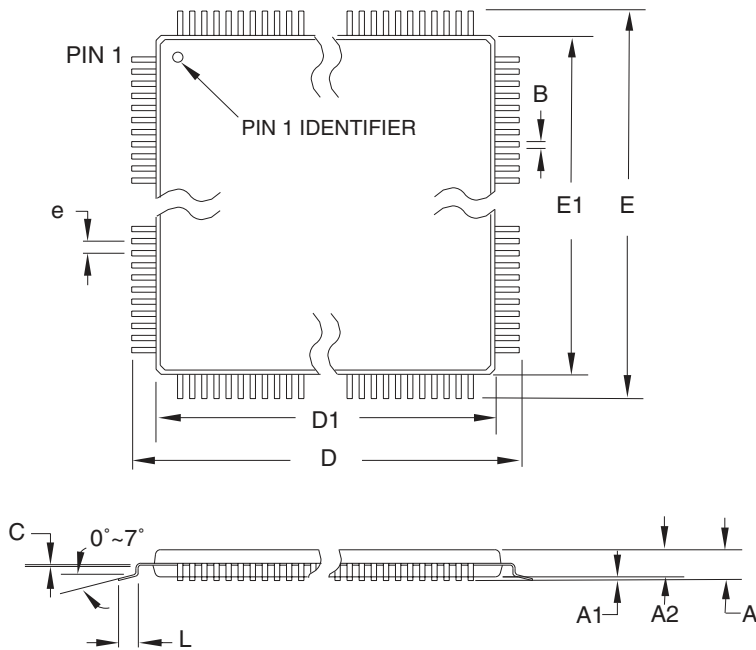 PIN 1
PIN 1 IDENTIFIER
B
e
E1
E
D1
D
C
0°~7°
L
A1
A2
A